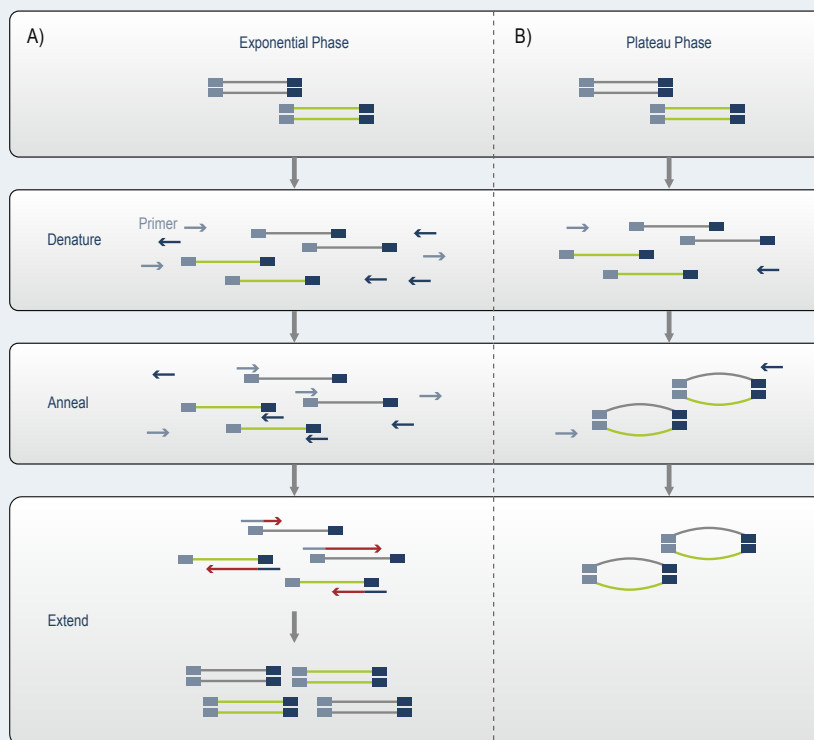 A)
Exponential Phase
B)
Plateau Phase
Primer
Denature
Anneal
Extend